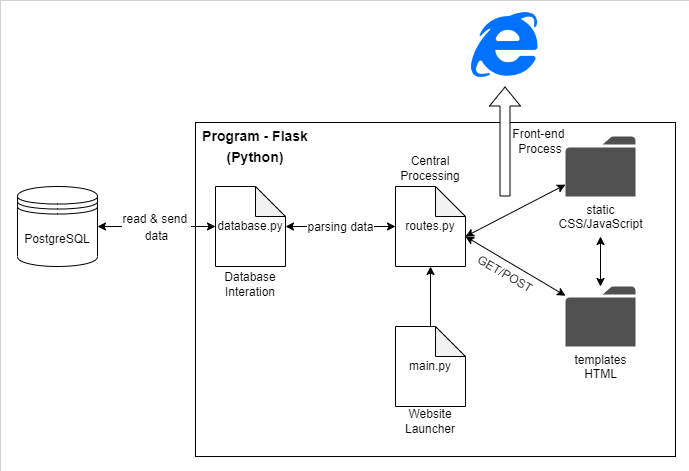 Program - Flask
(Python)
Front-end
Process
Central
Processing
static
CSS/JavaScript
PostgreSQL
read & send
data
database.py
parsing data
routes.py
Database
Interation
GET/POST
main.py
templates
HTML
Website
Launcher